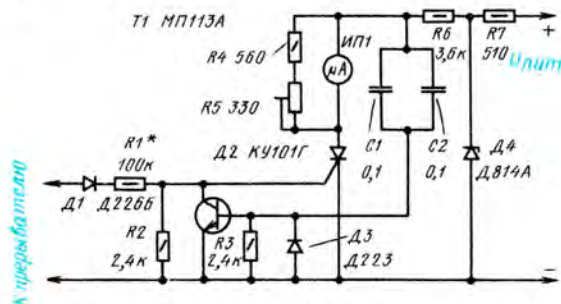 Т1 МП113А
R4 560
ИП1
μА
R6
3,6к
R7
510
+
Uпит
R5 330
R1*
100к
Д2 КУ101Г
С1
0,1
С2
0,1
Д4
Д814А
К прерывателю
Д1
Д226Б
R2
2,4к
R3
2,4к
Д3
Д223
–